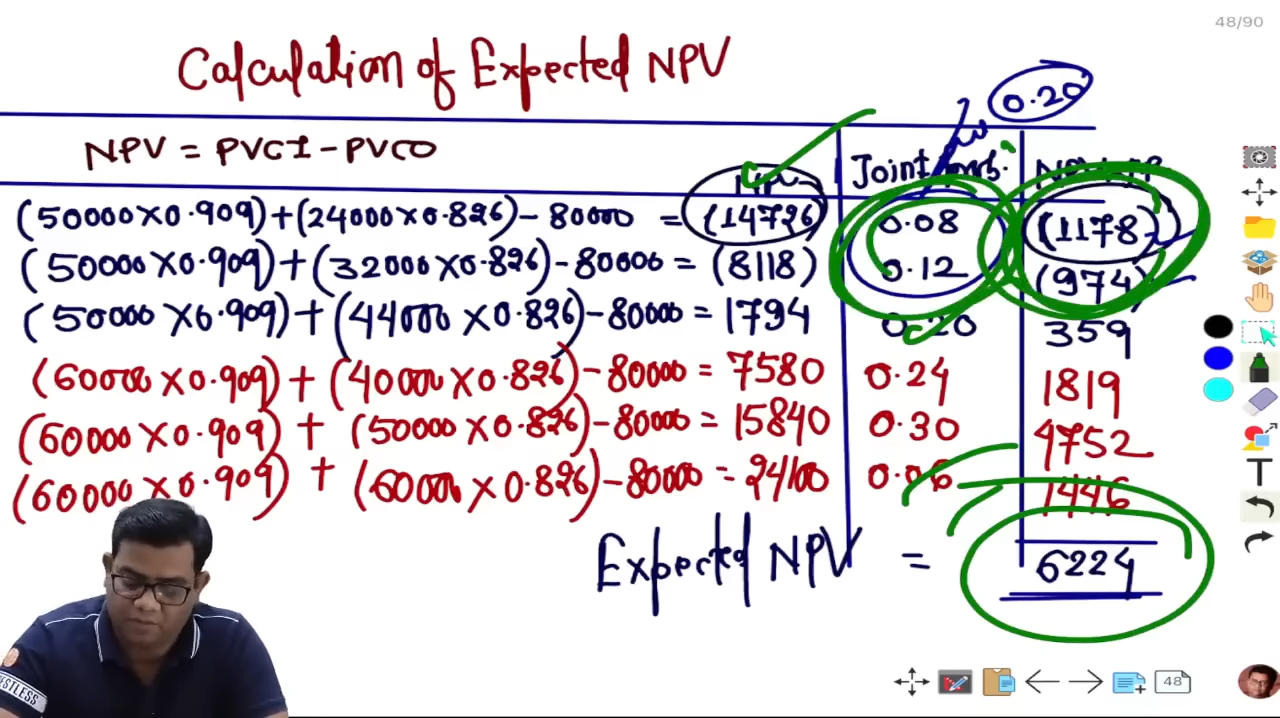 48/90
Calculation of Expected NPV
0.20
NPV = PVCI - PVCO
Joint
(50000 X 0.909) + (24000 X 0.826) - 80000 = (14726) 0.08 (1178)
(50000 X 0.909) + (32000 X 0.826) - 80000 = (8118) 0.12 (974)
(50000 X 0.909) + (44000 X 0.826) - 80000 = 1794 0.20 359
(60000 X 0.909) + (40000 X 0.826) - 80000 = 7580 0.24 1819
(60000 X 0.909) + (50000 X 0.826) - 80000 = 15840 0.30 4752
(60000 X 0.909) + (60000 X 0.826) - 80000 = 24100 0.06 1446
Expected NPV = 6224
T
48